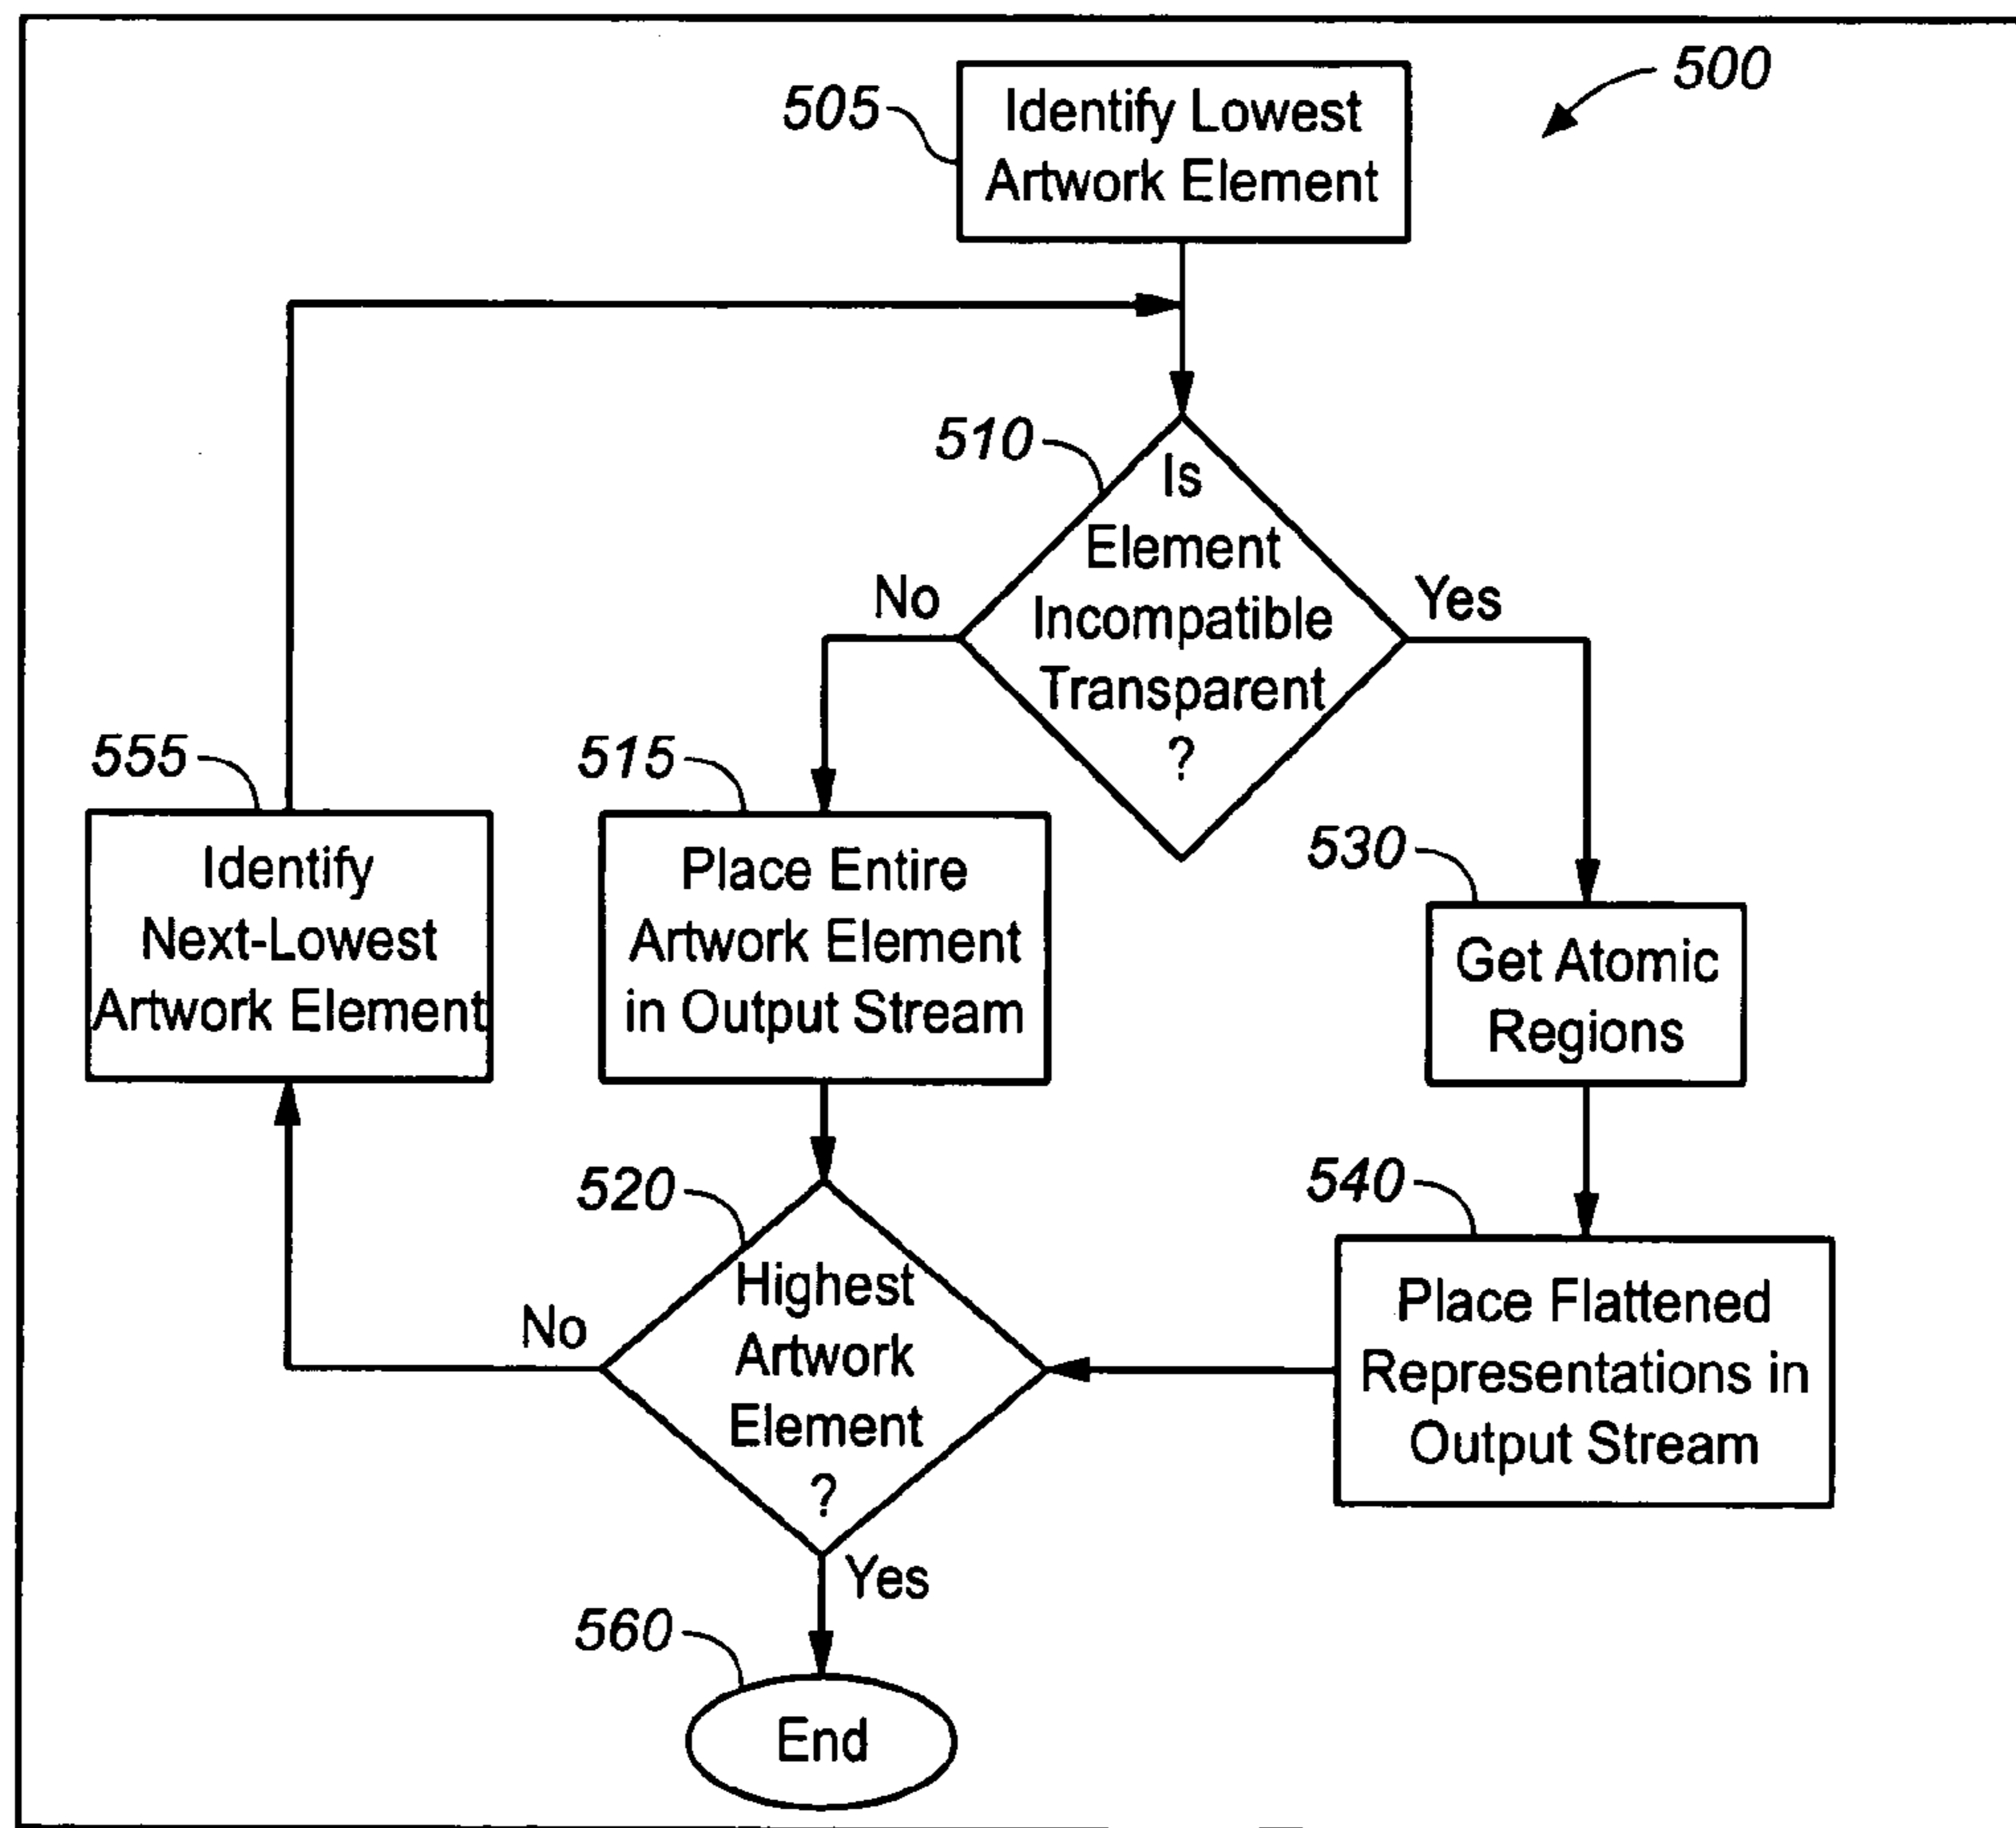 500
505
Identify Lowest
Artwork Element
510
Is
Element
Incompatible
Transparent
?
No
Yes
555
Identify
Next-Lowest
Artwork Element
515
Place Entire
Artwork Element
in Output Stream
530
Get Atomic
Regions
520
Highest
Artwork
Element
?
No
540
Place Flattened
Representations in
Output Stream
Yes
560
End